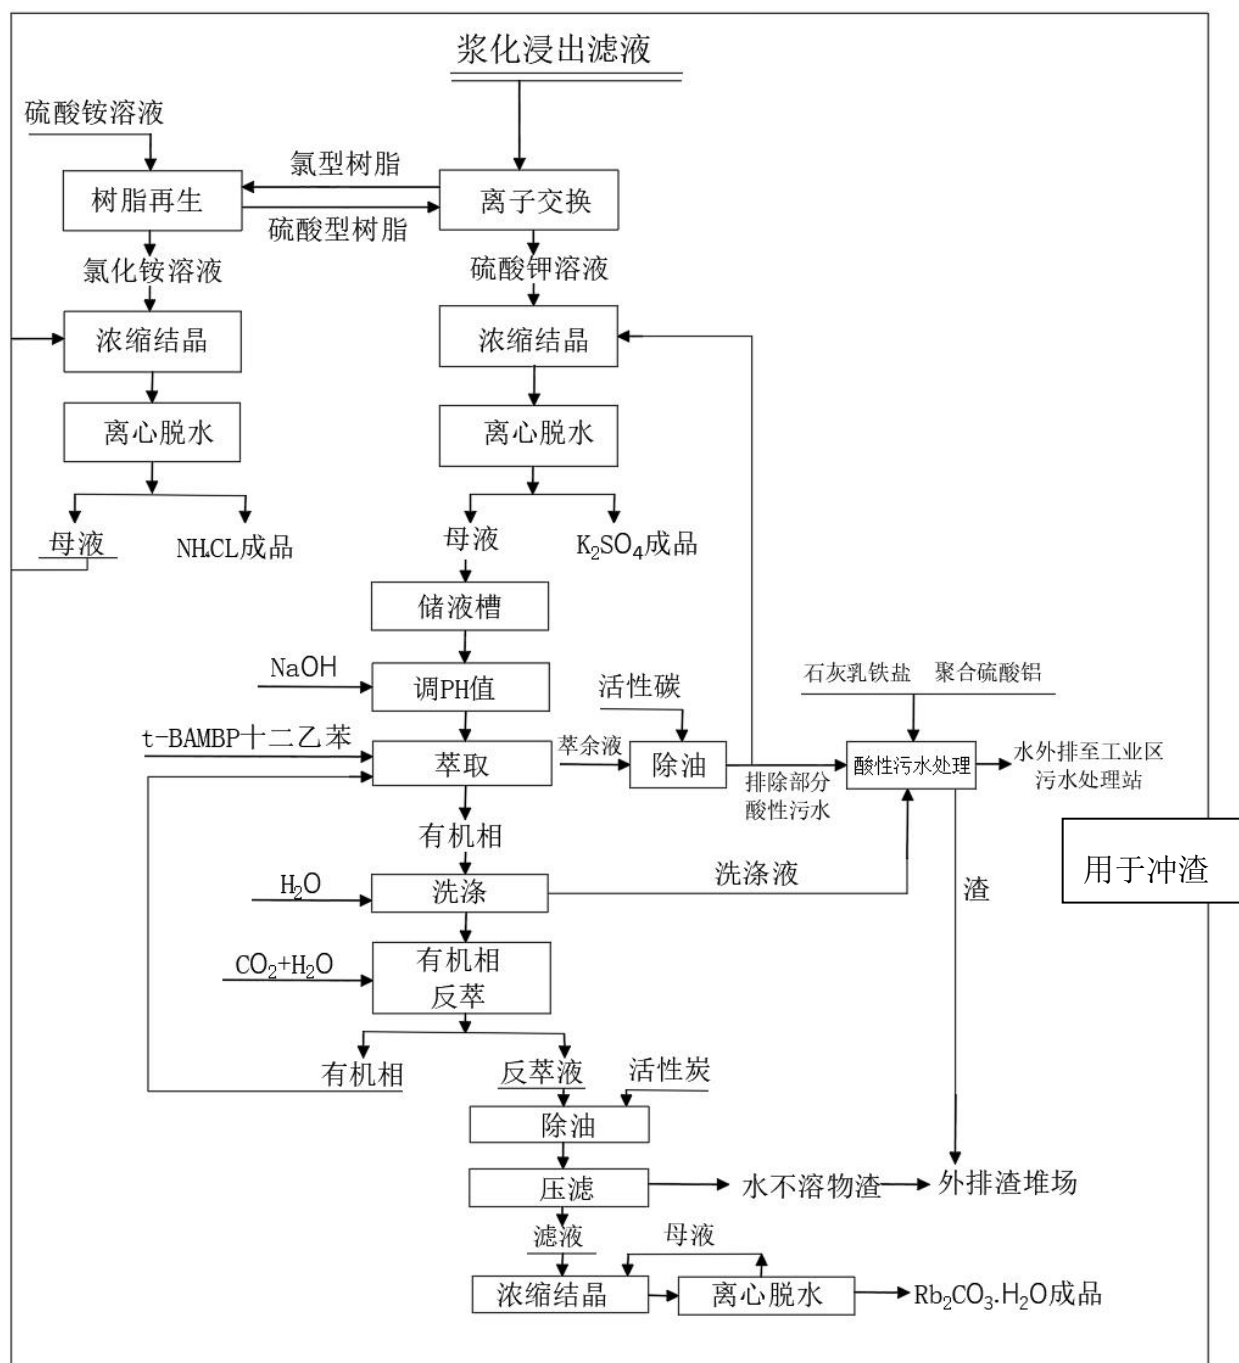 浆化浸出滤液
硫酸铵溶液
氯型树脂
树脂再生
离子交换
硫酸型树脂
氯化铵溶液
硫酸钾溶液
浓缩结晶
浓缩结晶
离心脱水
离心脱水
母液
NH₄CL成品
母液
K₂SO₄成品
储液槽
NaOH
调PH值
石灰乳铁盐
聚合硫酸铝
活性碳
t-BAMBP十二乙苯
萃取
萃余液
除油
酸性污水处理
水外排至工业区
污水处理站
排除部分
酸性污水
有机相
用于冲渣
H₂O
洗涤
洗涤液
渣
CO₂+H₂O
有机相
反萃
有机相
反萃液
活性炭
除油
压滤
水不溶物渣
外排渣堆场
滤液
母液
浓缩结晶
离心脱水
Rb₂CO₃.H₂O成品